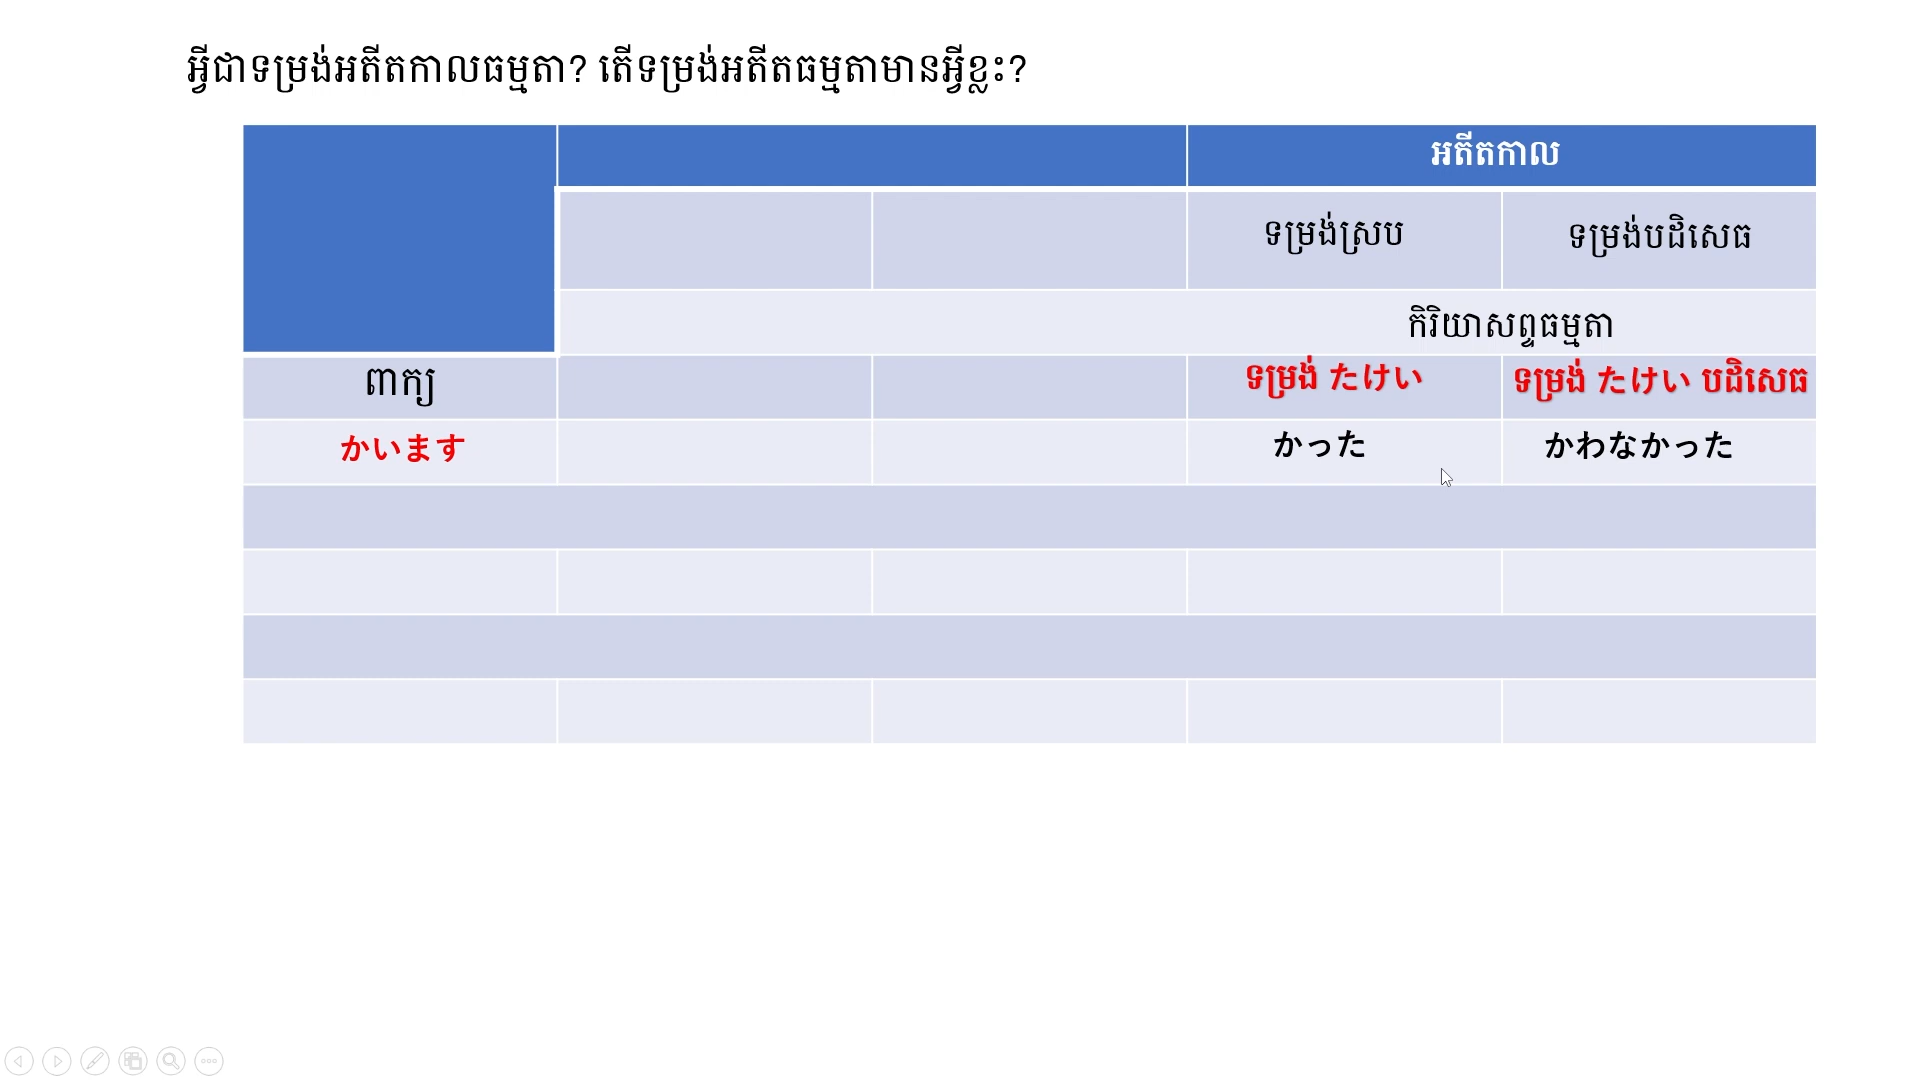 អ្វីជាទម្រង់អតីតកាលធម្មតា? តើទម្រង់អតីតធម្មតាមានអ្វីខ្លះ?
អតីតកាល
ទម្រង់ស្រប ទម្រង់បដិសេធ
កិរិយាសព្ទធម្មតា
ពាក្យ ទម្រង់ たけい ទម្រង់ たけい បដិសេធ
かいます かった かわなかった